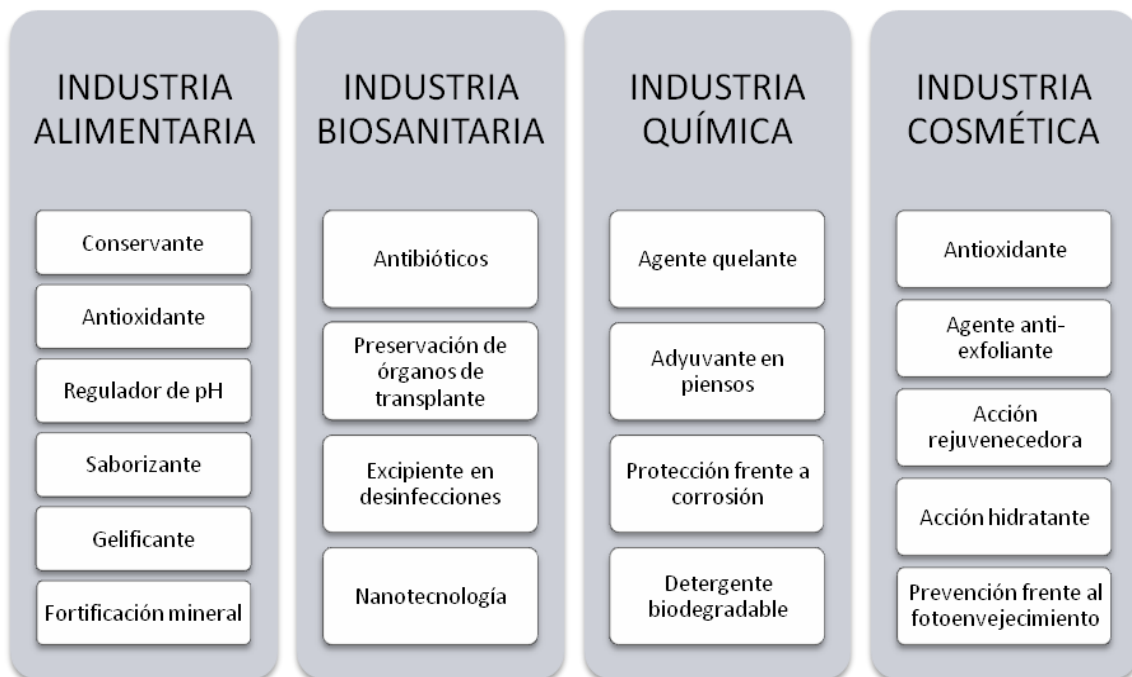 INDUSTRIA
ALIMENTARIA
Conservante
Antioxidante
Regulador de pH
Saborizante
Gelificante
Fortificación mineral
INDUSTRIA
BIOSANITARIA
Antibióticos
Preservación de
órganos de
transplante
Excipiente en
desinfecciones
Nanotecnología
INDUSTRIA
QUÍMICA
Agente quelante
Adyuvante en
piensos
Protección frente a
corrosión
Detergente
biodegradable
INDUSTRIA
COSMÉTICA
Antioxidante
Agente anti-
exfoliante
Acción
rejuvenecedora
Acción hidratante
Prevención frente al
fotoenvejecimiento